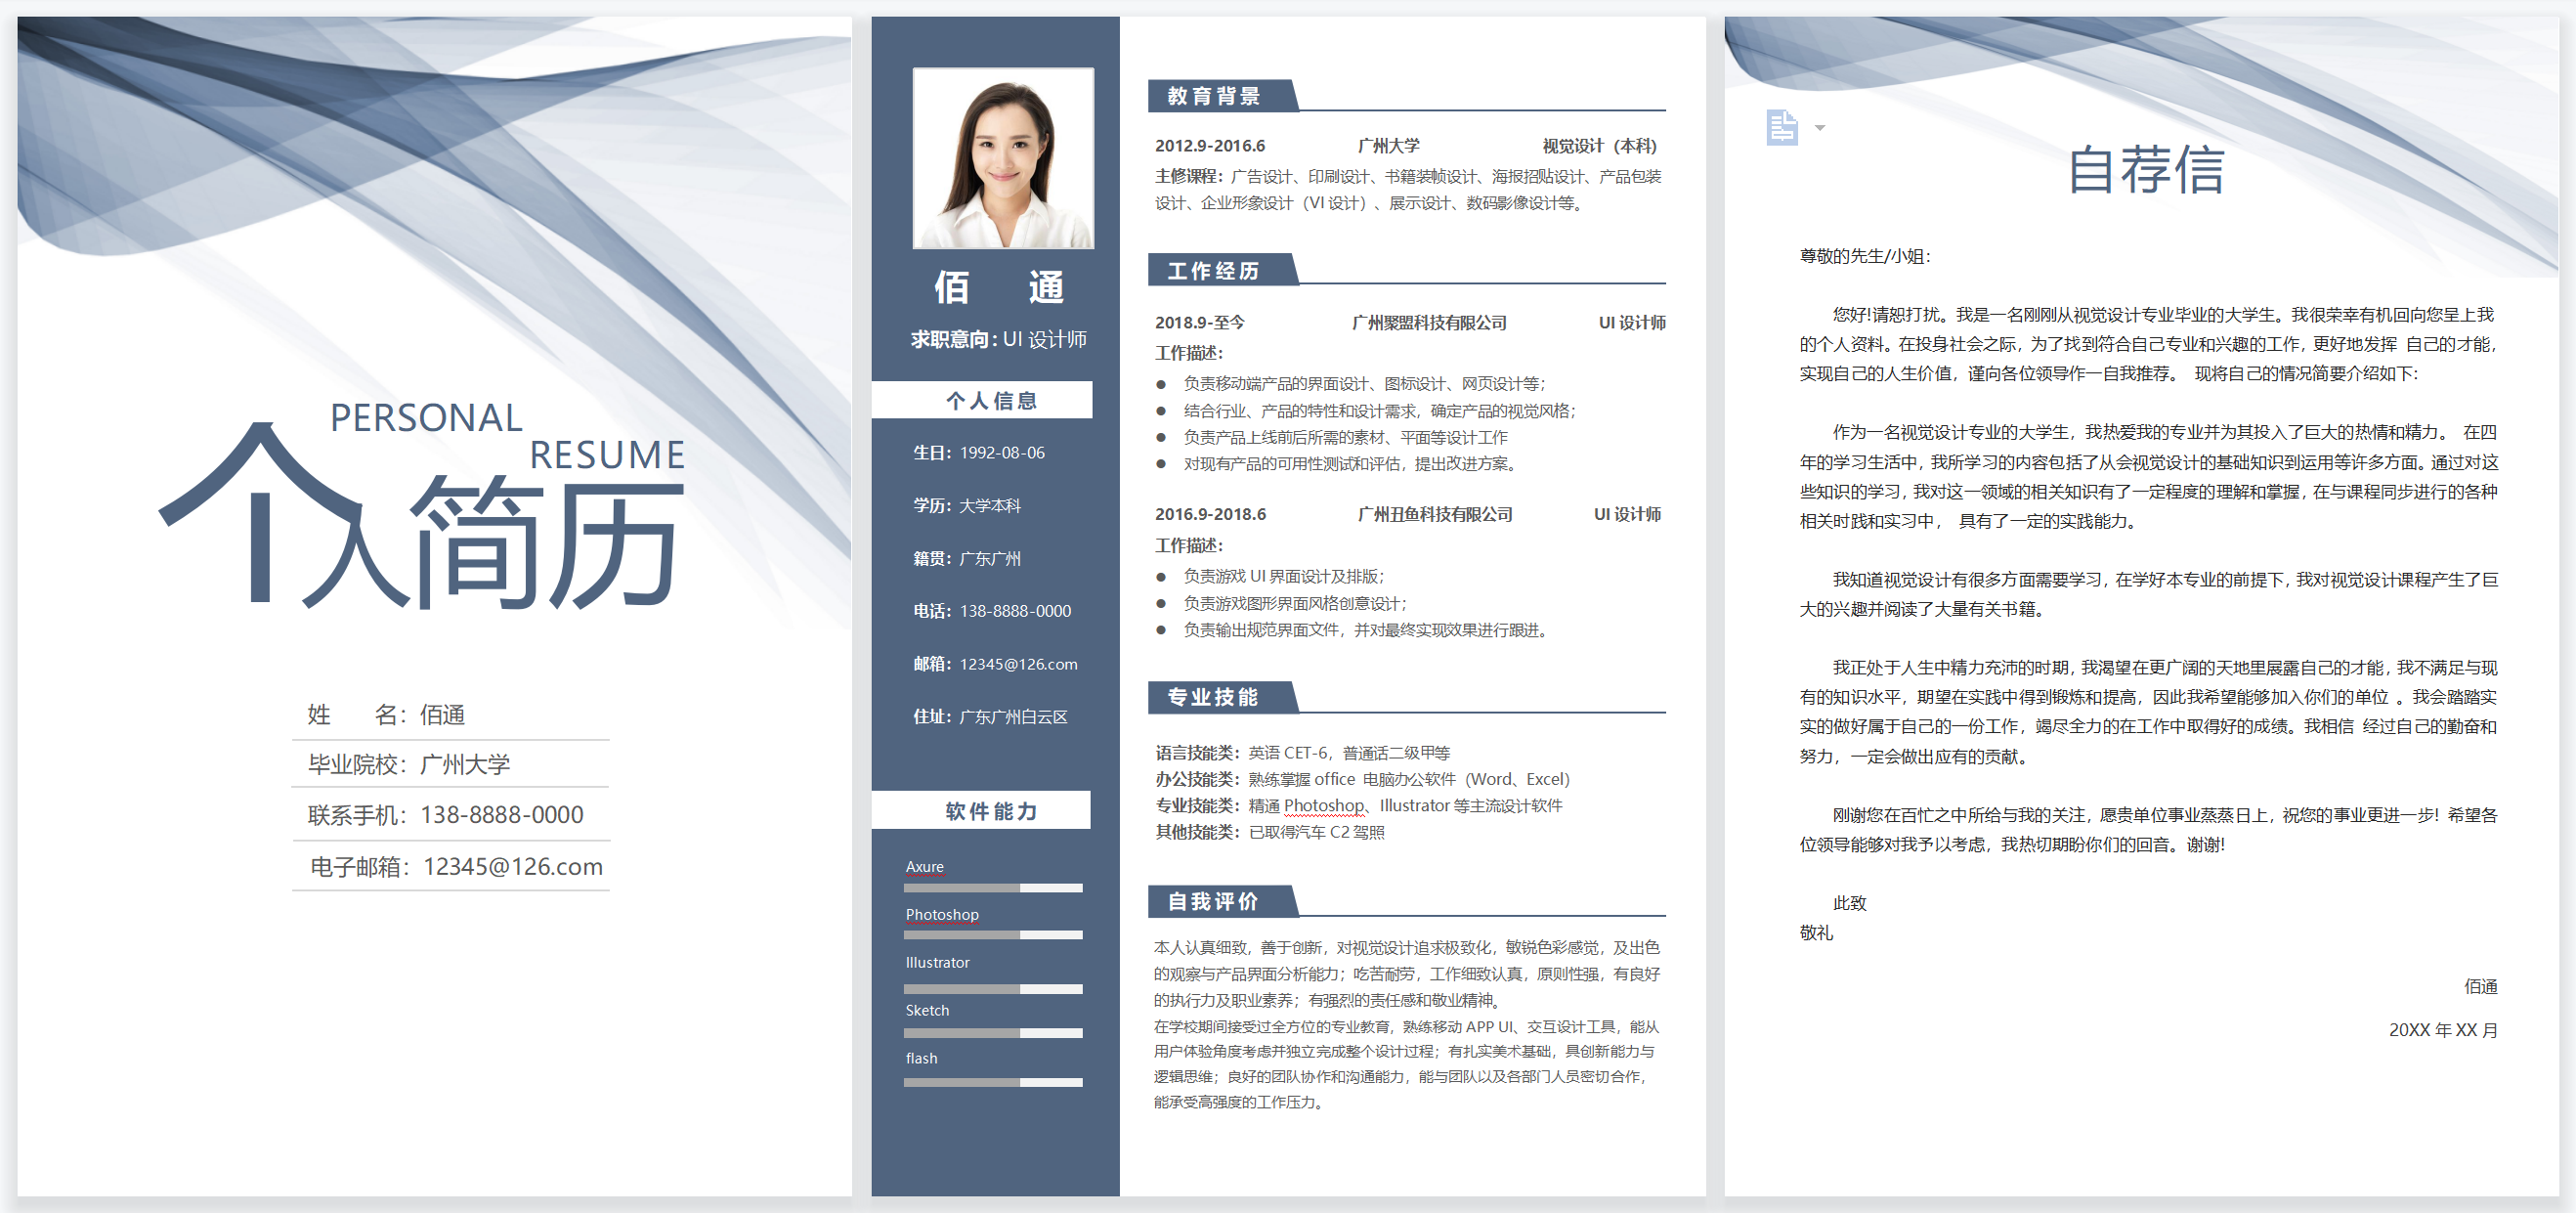 PERSONAL
RESUME
个人简历
姓 名：佰通
毕业院校：广州大学
联系手机：138-8888-0000
电子邮箱：12345@126.com
佰 通
求职意向：UI 设计师
个人信息
生日：1992-08-06
学历：大学本科
籍贯：广东广州
电话：138-8888-0000
邮箱：12345@126.com
住址：广东广州白云区
软件能力
Axure
Photoshop
Illustrator
Sketch
flash
教育背景
2012.9-2016.6 广州大学 视觉设计（本科）
主修课程：广告设计、印刷设计、书籍装帧设计、海报招贴设计、产品包装
设计、企业形象设计（VI 设计）、展示设计、数码影像设计等。
工作经历
2018.9-至今 广州聚盟科技有限公司 UI 设计师
工作描述：
● 负责移动端产品的界面设计、图标设计、网页设计等；
● 结合行业、产品的特性和设计需求，确定产品的视觉风格；
● 负责产品上线前后所需的素材、平面等设计工作
● 对现有产品的可用性测试和评估，提出改进方案。
2016.9-2018.6 广州丑鱼科技有限公司 UI 设计师
工作描述：
● 负责游戏 UI 界面设计及排版；
● 负责游戏图形界面风格创意设计；
● 负责输出规范界面文件，并对最终实现效果进行跟进。
专业技能
语言技能类：英语 CET-6，普通话二级甲等
办公技能类：熟练掌握 office 电脑办公软件（Word、Excel）
专业技能类：精通 Photoshop、Illustrator 等主流设计软件
其他技能类：已取得汽车 C2 驾照
自我评价
本人认真细致，善于创新，对视觉设计追求极致化，敏锐色彩感觉，及出色
的观察与产品界面分析能力；吃苦耐劳，工作细致认真，原则性强，有良好
的执行力及职业素养；有强烈的责任感和敬业精神。
在学校期间接受过全方位的专业教育，熟练移动 APP UI、交互设计工具，能从
用户体验角度考虑并独立完成整个设计过程；有扎实美术基础，具创新能力与
逻辑思维；良好的团队协作和沟通能力，能与团队以及各部门人员密切合作，
能承受高强度的工作压力。
自荐信
尊敬的先生/小姐：
您好!请恕打扰。我是一名刚刚从视觉设计专业毕业的大学生。我很荣幸有机回向您呈上我
的个人资料。在投身社会之际，为了找到符合自己专业和兴趣的工作，更好地发挥 自己的才能，
实现自己的人生价值，谨向各位领导作一自我推荐。 现将自己的情况简要介绍如下：
作为一名视觉设计专业的大学生，我热爱我的专业并为其投入了巨大的热情和精力。 在四
年的学习生活中，我所学习的内容包括了从会视觉设计的基础知识到运用等许多方面。通过对这
些知识的学习，我对这一领域的相关知识有了一定程度的理解和掌握，在与课程同步进行的各种
相关时践和实习中， 具有了一定的实践能力。
我知道视觉设计有很多方面需要学习，在学好本专业的前提下，我对视觉设计课程产生了巨
大的兴趣并阅读了大量有关书籍。
我正处于人生中精力充沛的时期，我渴望在更广阔的天地里展露自己的才能，我不满足与现
有的知识水平，期望在实践中得到锻炼和提高，因此我希望能够加入你们的单位 。我会踏踏实
实的做好属于自己的一份工作，竭尽全力的在工作中取得好的成绩。我相信 经过自己的勤奋和
努力，一定会做出应有的贡献。
刚谢您在百忙之中所给与我的关注，愿贵单位事业蒸蒸日上，祝您的事业更进一步！希望各
位领导能够对我予以考虑，我热切期盼你们的回音。谢谢!
此致
敬礼
佰通
20XX 年 XX 月